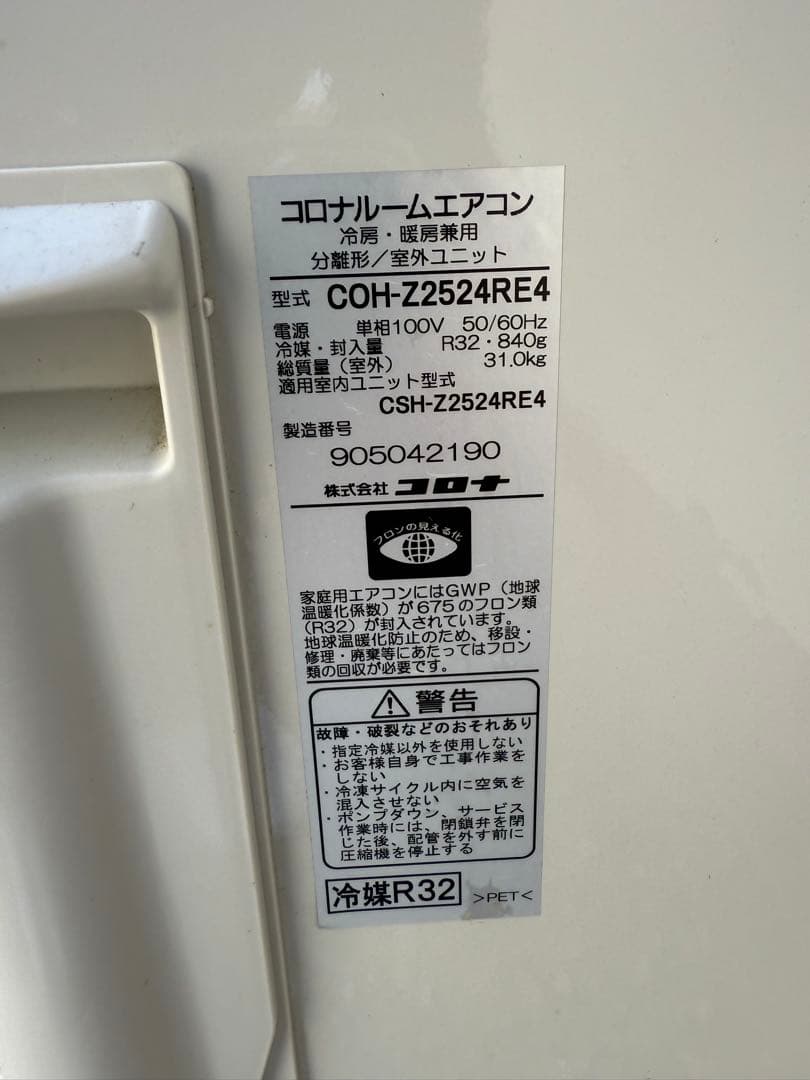 コロナルームエアコン
冷房・暖房兼用
分離形／室外ユニット
型式 COH-Z2524RE4
電源 単相100V 50/60Hz
冷媒・封入量 R32・840g
総質量（室外） 31.0kg
適用室内ユニット型式
CSH-Z2524RE4
製造番号
905042190
株式会社 コロナ
フロンの見える化
家庭用エアコンにはGWP（地球
温暖化係数）が675のフロン類
（R32）が封入されています。
地球温暖化防止のため、移設・
修理・廃棄等にあたってはフロン
類の回収が必要です。
警告
故障・破裂などのおそれあり
・指定冷媒以外を使用しない
・お客様自身で工事作業を
しない
・冷凍サイクル内に空気を
混入させない
・ポンプダウン、サービス
作業時には、閉鎖弁を閉
じた後、配管を外す前に
圧縮機を停止する
冷媒R32 >PET<